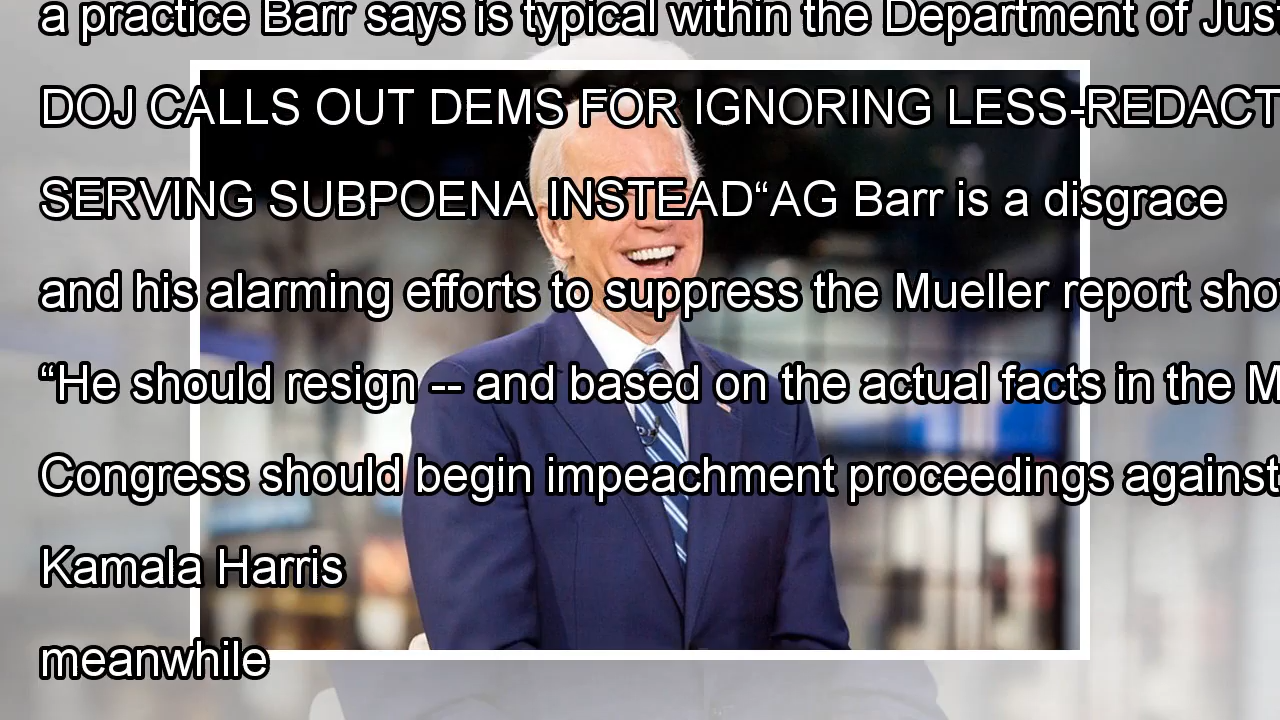 a practice Barr says is typical within the Department of Jus
DOJ CALLS OUT DEMS FOR IGNORING LESS-REDACT
SERVING SUBPOENA INSTEAD“AG Barr is a disgrace
and his alarming efforts to suppress the Mueller report sho
“He should resign -- and based on the actual facts in the M
Congress should begin impeachment proceedings against
Kamala Harris
meanwhile